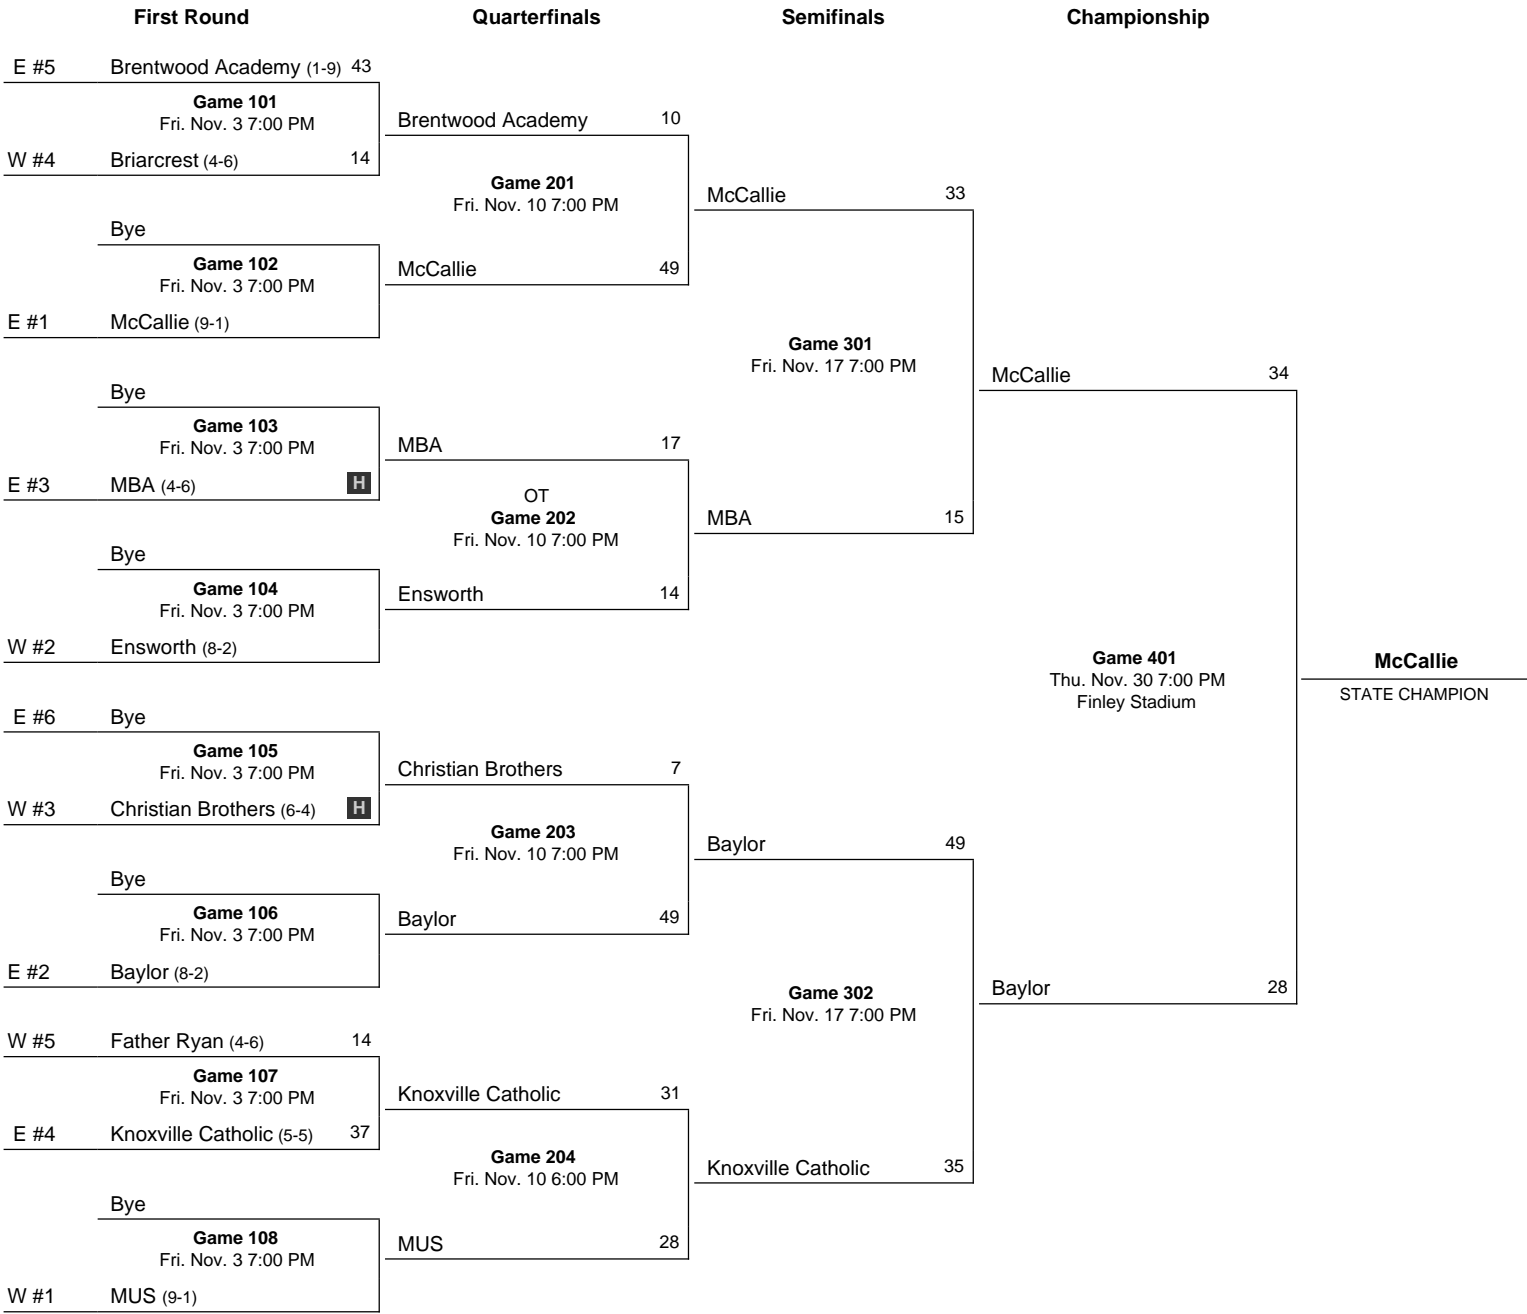 First Round Quarterfinals Semifinals Championship
E #5 Brentwood Academy (1-9) 43
Game 101
Fri. Nov. 3 7:00 PM
W #4 Briarcrest (4-6) 14
Bye
Game 102
Fri. Nov. 3 7:00 PM
E #1 McCallie (9-1)
Bye
Game 103
Fri. Nov. 3 7:00 PM
E #3 MBA (4-6) H
Bye
Game 104
Fri. Nov. 3 7:00 PM
W #2 Ensworth (8-2)
E #6 Bye
Game 105
Fri. Nov. 3 7:00 PM
W #3 Christian Brothers (6-4) H
Bye
Game 106
Fri. Nov. 3 7:00 PM
E #2 Baylor (8-2)
W #5 Father Ryan (4-6) 14
Game 107
Fri. Nov. 3 7:00 PM
E #4 Knoxville Catholic (5-5) 37
Bye
Game 108
Fri. Nov. 3 7:00 PM
W #1 MUS (9-1)
Brentwood Academy 10
Game 201
Fri. Nov. 10 7:00 PM
McCallie 49
MBA 17
OT
Game 202
Fri. Nov. 10 7:00 PM
Ensworth 14
Christian Brothers 7
Game 203
Fri. Nov. 10 7:00 PM
Baylor 49
Knoxville Catholic 31
Game 204
Fri. Nov. 10 6:00 PM
MUS 28
McCallie 33
Game 301
Fri. Nov. 17 7:00 PM
MBA 15
Baylor 49
Game 302
Fri. Nov. 17 7:00 PM
Knoxville Catholic 35
McCallie 34
Game 401
Thu. Nov. 30 7:00 PM
Finley Stadium
Baylor 28
McCallie
STATE CHAMPION